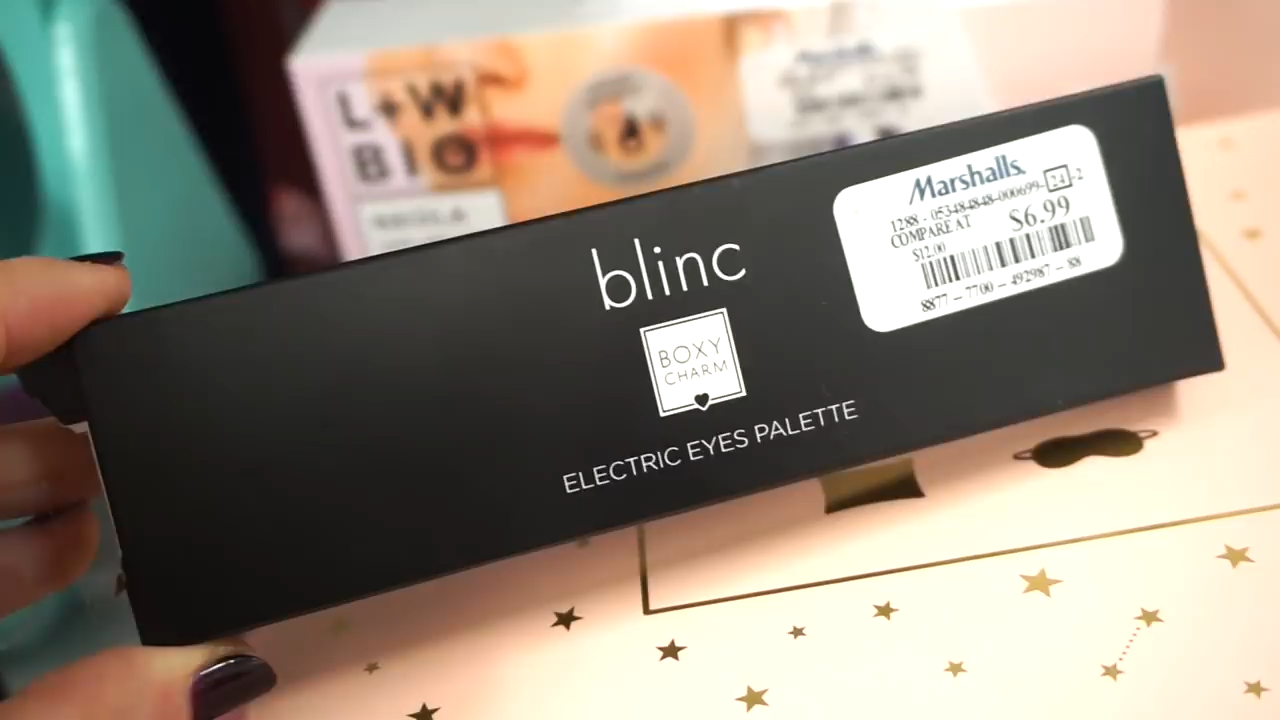 L+W
BIO
Marshalls
blinc
BOXY
CHARM
ELECTRIC EYES PALETTE
Marshalls.
1288 - 053484848-000699-24-2
COMPARE AT
$6.99
$12.00
8877 - 7700 - 492987 - 88